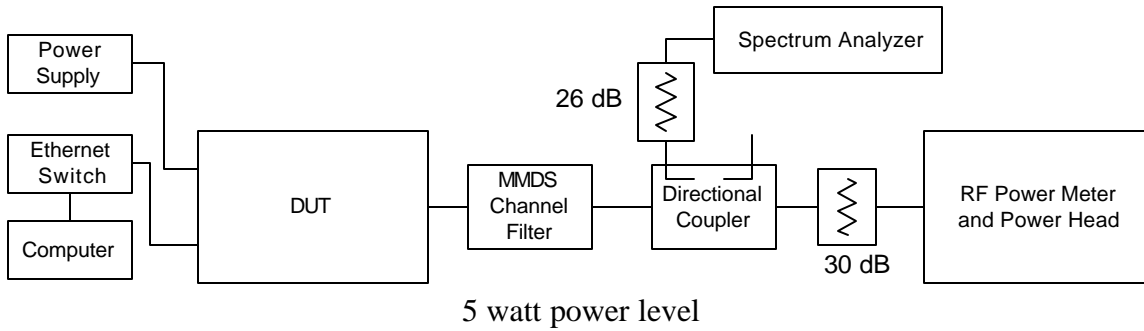 Power
Supply
Ethernet
Switch
Computer
DUT
MMDS
Channel
Filter
26 dB
Spectrum Analyzer
Directional
Coupler
30 dB
RF Power Meter
and Power Head
5 watt power level